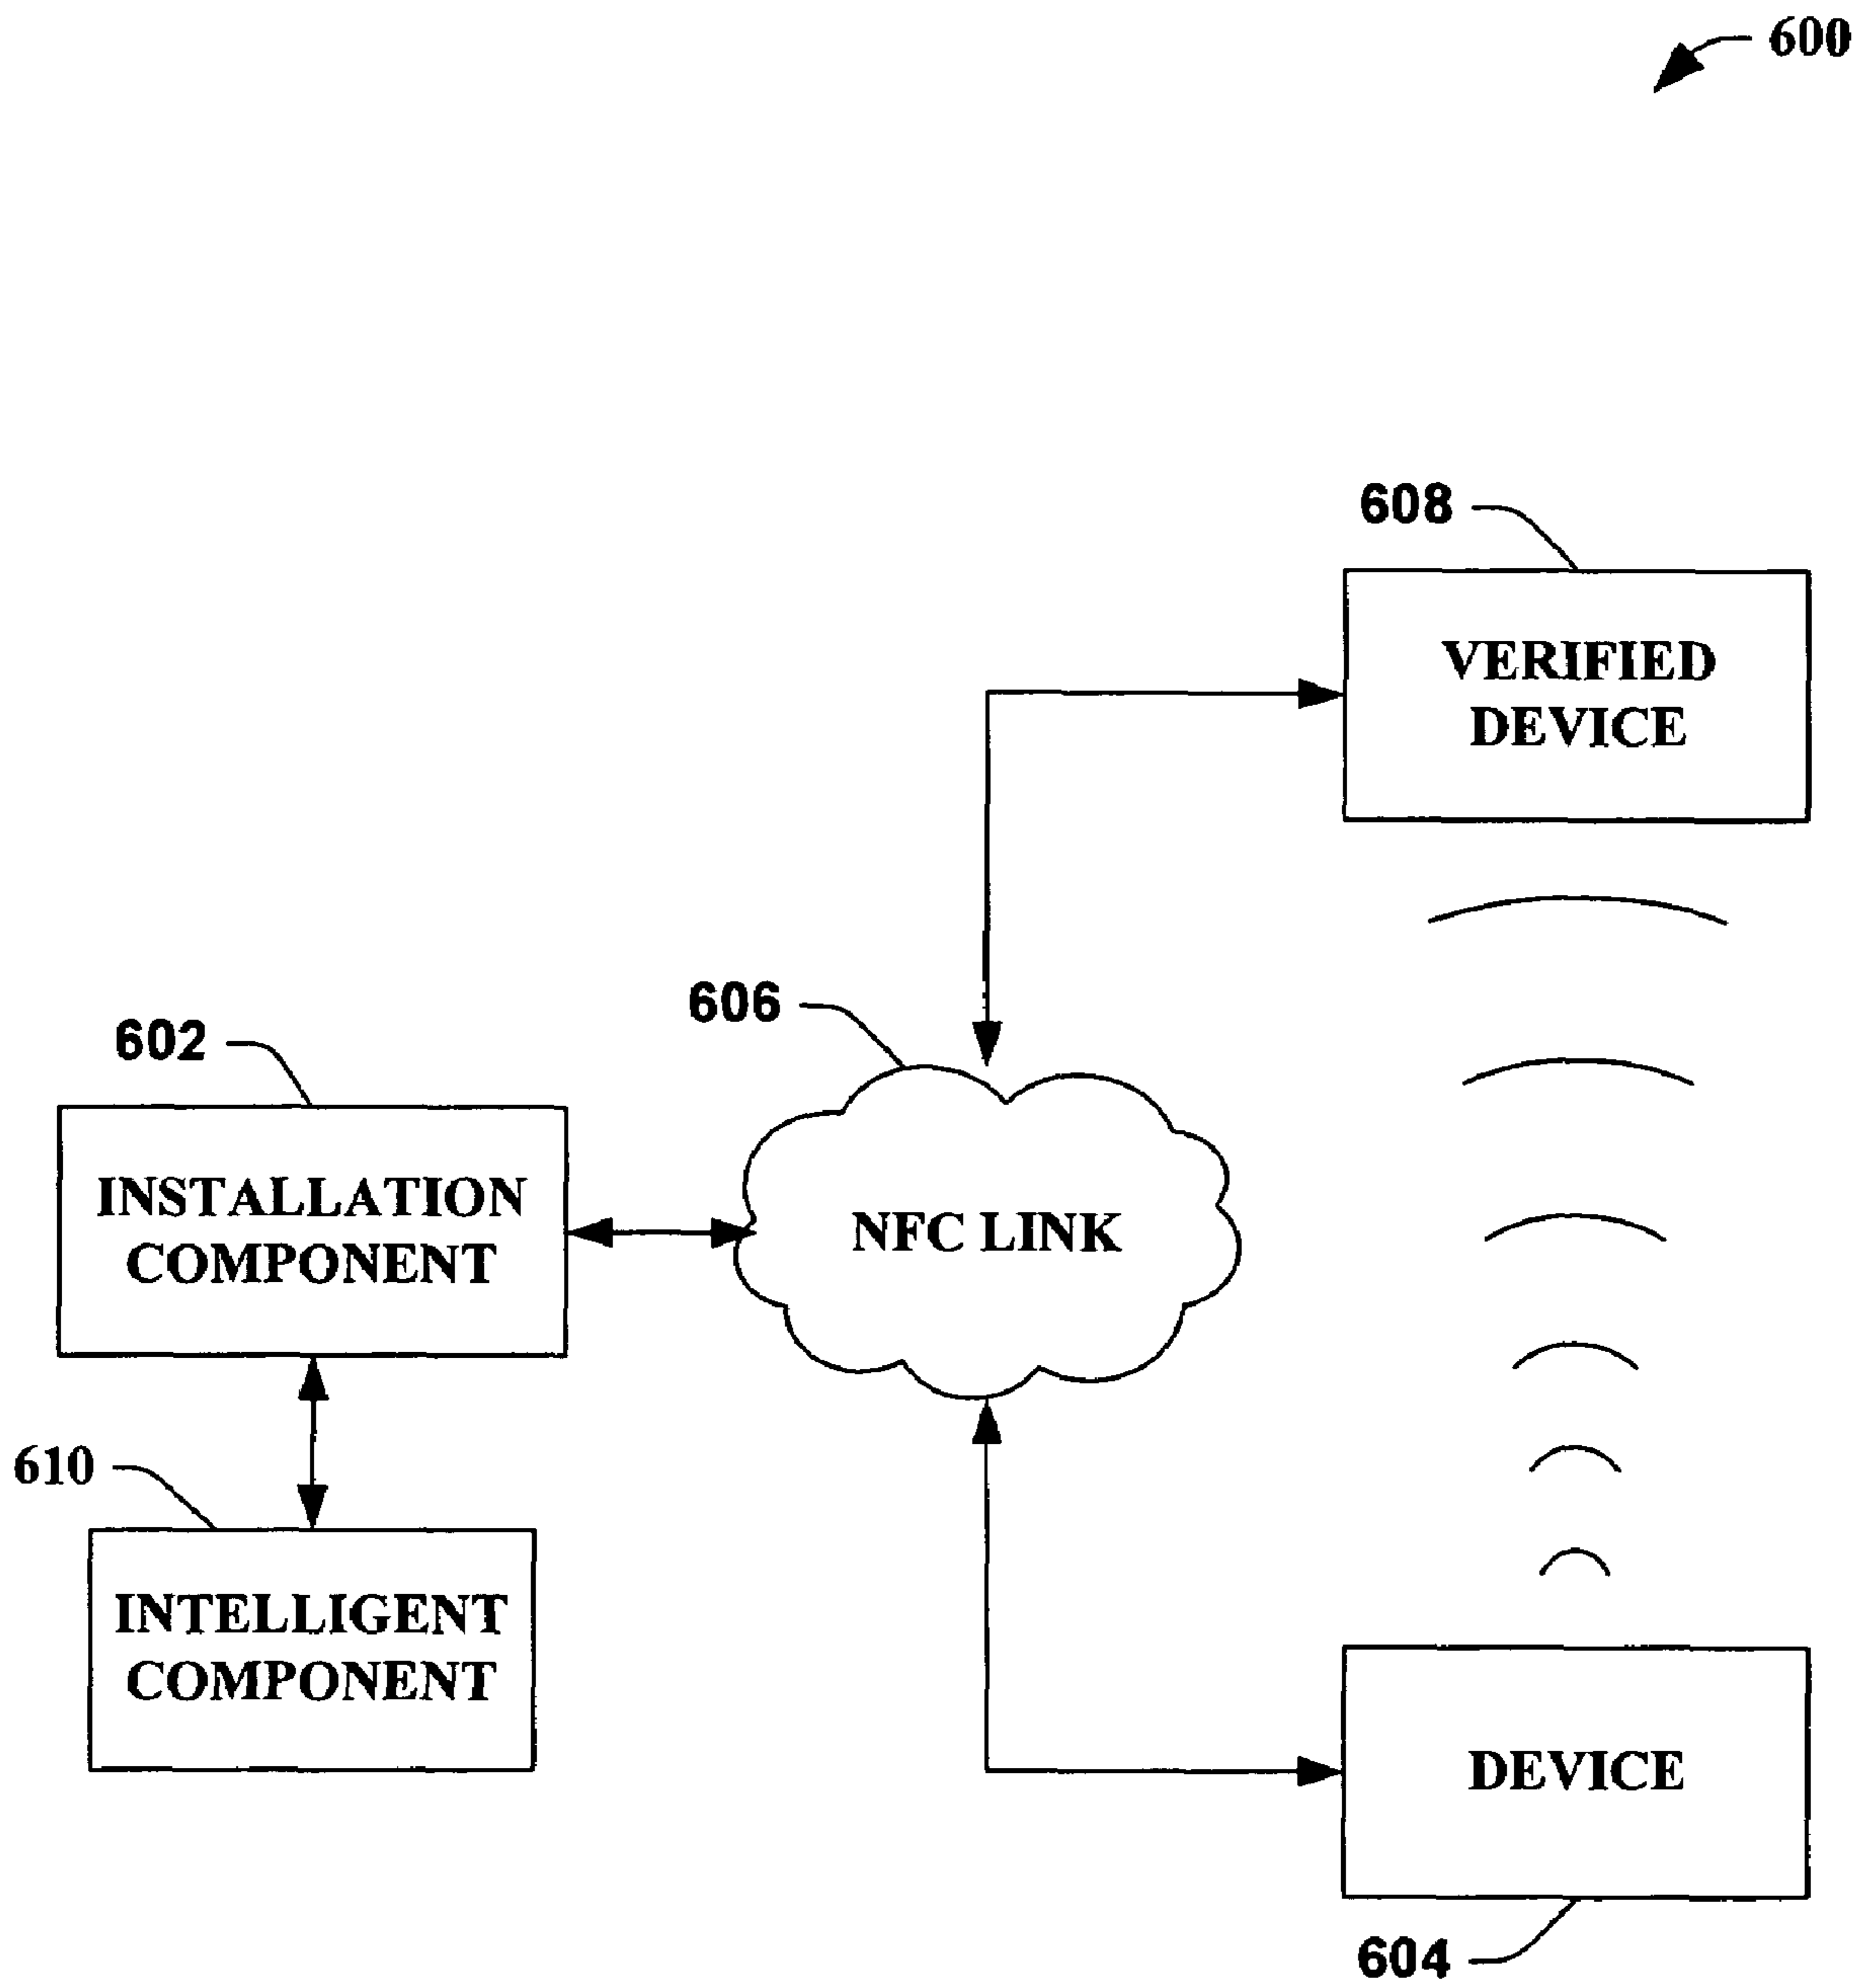 600
608
VERIFIED
DEVICE
606
602
INSTALLATION
COMPONENT
NFC LINK
610
INTELLIGENT
COMPONENT
DEVICE
604